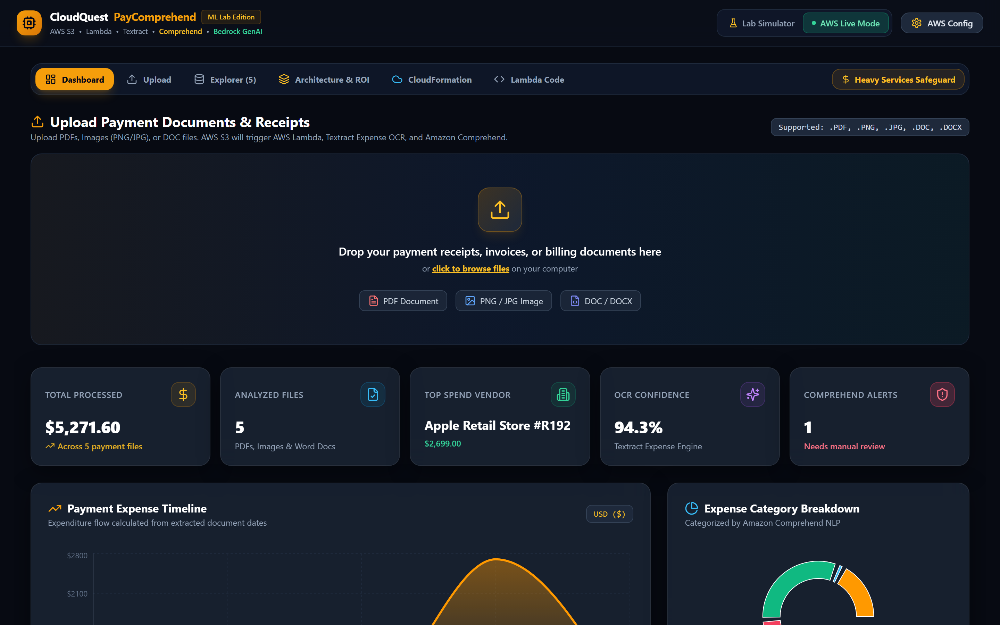 CloudQuest PayComprehend ML Lab Edition
AWS S3 • Lambda • Textract • Comprehend • Bedrock GenAI
Lab Simulator
AWS Live Mode
AWS Config
Dashboard
Upload
Explorer (5)
Architecture & ROI
CloudFormation
Lambda Code
Heavy Services Safeguard
Upload Payment Documents & Receipts
Upload PDFs, Images (PNG/JPG), or DOC files. AWS S3 will trigger AWS Lambda, Textract Expense OCR, and Amazon Comprehend.
Supported: .PDF, .PNG, .JPG, .DOC, .DOCX
Drop your payment receipts, invoices, or billing documents here
or click to browse files on your computer
PDF Document
PNG / JPG Image
DOC / DOCX
TOTAL PROCESSED
$5,271.60
Across 5 payment files
ANALYZED FILES
5
PDFs, Images & Word Docs
TOP SPEND VENDOR
Apple Retail Store #R192
$2,699.00
OCR CONFIDENCE
94.3%
Textract Expense Engine
COMPREHEND ALERTS
1
Needs manual review
Payment Expense Timeline
Expenditure flow calculated from extracted document dates
USD ($)
$2800
$2100
Expense Category Breakdown
Categorized by Amazon Comprehend NLP